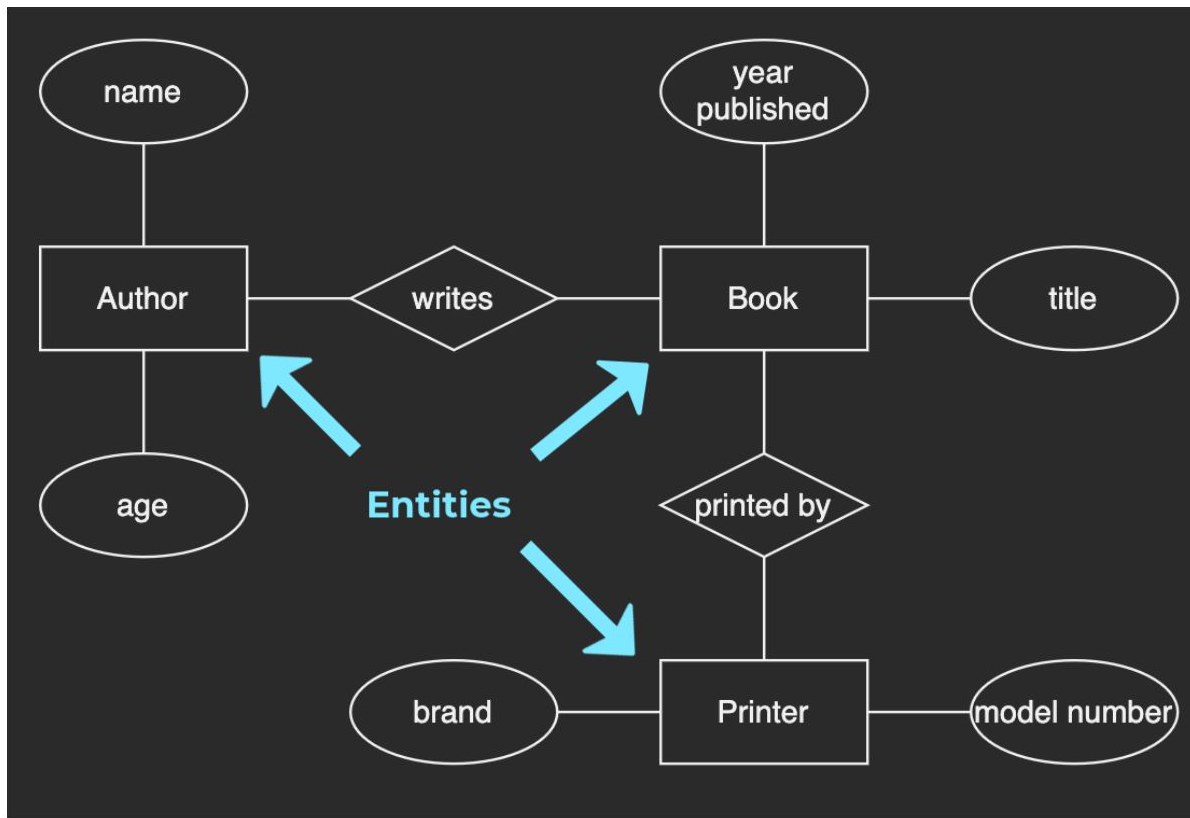 name
year
published
Author
writes
Book
title
age
Entities
printed by
brand
Printer
model number